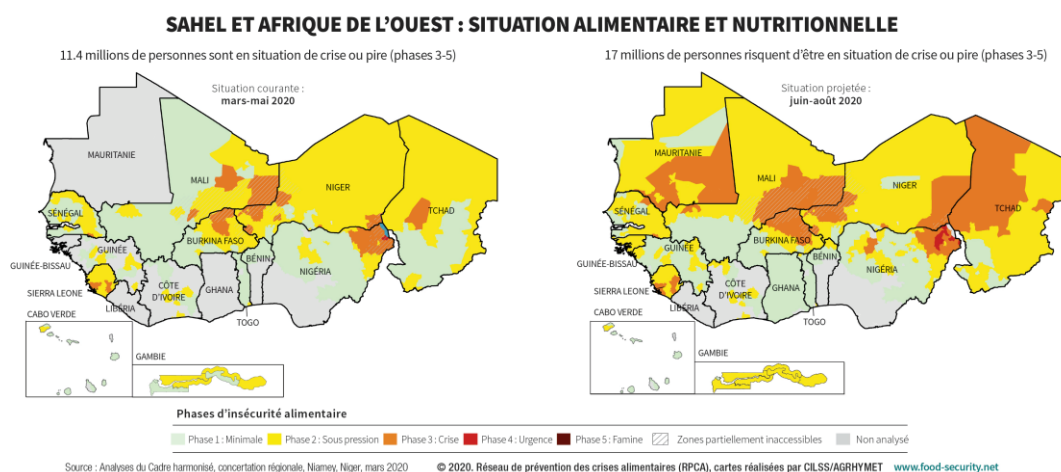 SAHEL ET AFRIQUE DE L'OUEST : SITUATION ALIMENTAIRE ET NUTRITIONNELLE
11.4 millions de personnes sont en situation de crise ou pire (phases 3-5)
Situation courante :
mars-mai 2020
MAURITANIE
MALI
NIGER
TCHAD
SÉNÉGAL
BURKINA FASO
GUINÉE
BÉNIN
NIGÉRIA
GUINÉE-BISSAU
CÔTE
D'IVOIRE
GHANA
SIERRA LEONE
LIBÉRIA
TOGO
CABO VERDE
GAMBIE
17 millions de personnes risquent d'être en situation de crise ou pire (phases 3-5)
Situation projetée :
juin-août 2020
MAURITANIE
MALI
NIGER
TCHAD
SÉNÉGAL
BURKINA FASO
GUINÉE
BÉNIN
NIGÉRIA
GUINÉE-BISSAU
CÔTE
D'IVOIRE
GHANA
SIERRA LEONE
LIBÉRIA
TOGO
CABO VERDE
GAMBIE
Phases d'insécurité alimentaire
Phase 1 : Minimale
Phase 2 : Sous pression
Phase 3 : Crise
Phase 4 : Urgence
Phase 5 : Famine
Zones partiellement inaccessibles
Non analysé
Source : Analyses du Cadre harmonisé, concertation régionale, Niamey, Niger, mars 2020
© 2020. Réseau de prévention des crises alimentaires (RPCA), cartes réalisées par CILSS/AGRHYMET
www.food-security.net